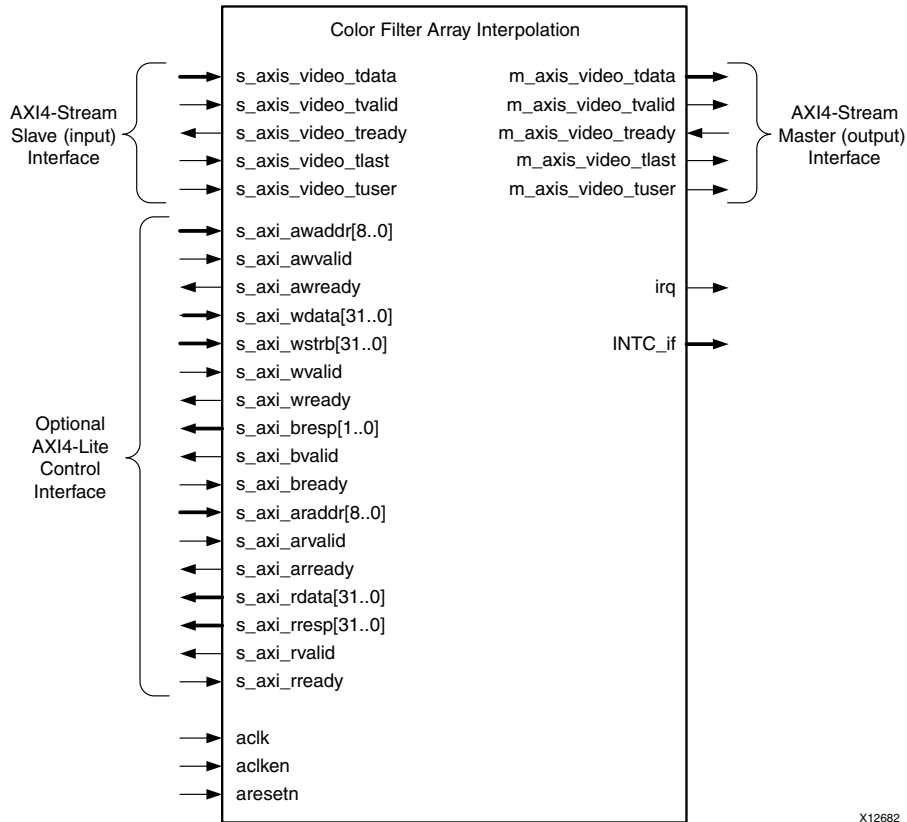 Color Filter Array Interpolation
AXI4-Stream
Slave (input)
Interface
s_axis_video_tdata
s_axis_video_tvalid
s_axis_video_tready
s_axis_video_tlast
s_axis_video_tuser
m_axis_video_tdata
m_axis_video_tvalid
m_axis_video_tready
m_axis_video_tlast
m_axis_video_tuser
AXI4-Stream
Master (output)
Interface
Optional
AXI4-Lite
Control
Interface
s_axi_awaddr[8..0]
s_axi_awvalid
s_axi_awready
s_axi_wdata[31..0]
s_axi_wstrb[31..0]
s_axi_wvalid
s_axi_wready
s_axi_bresp[1..0]
s_axi_bvalid
s_axi_bready
s_axi_araddr[8..0]
s_axi_arvalid
s_axi_arready
s_axi_rdata[31..0]
s_axi_rresp[31..0]
s_axi_rvalid
s_axi_rready
irq
INTC_if
aclk
aclken
aresetn
X12682